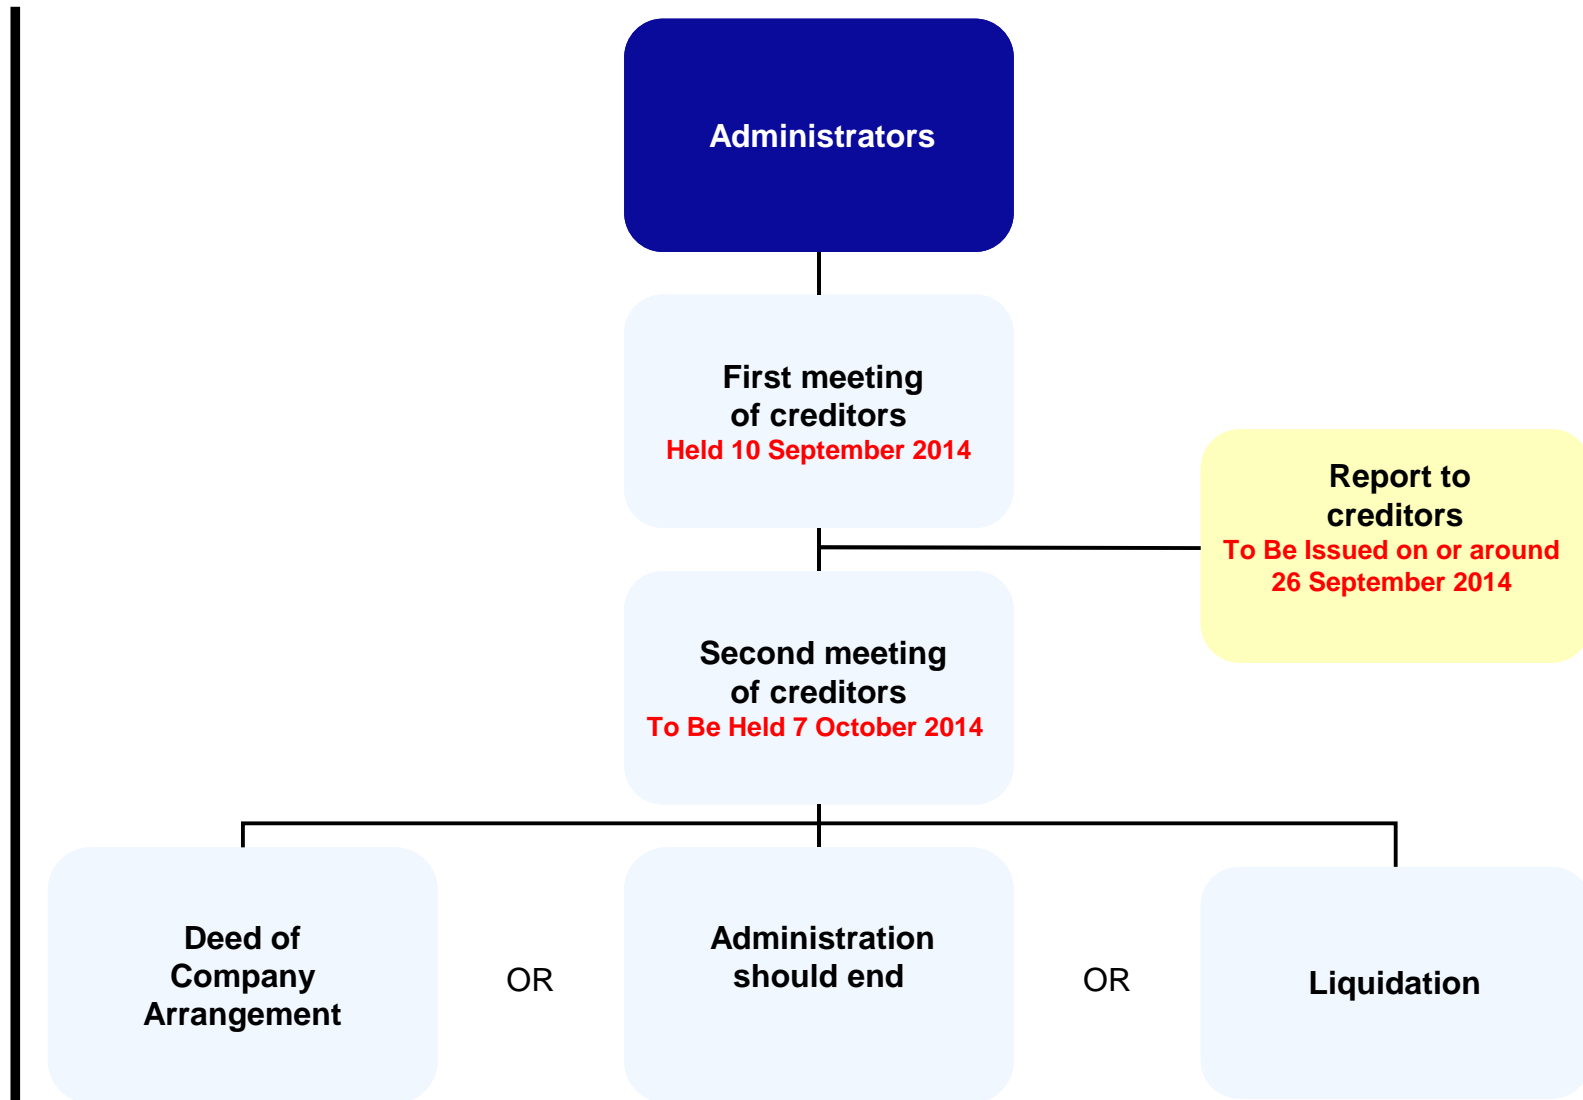 Administrators
First meeting
of creditors
Held 10 September 2014
Report to
creditors
To Be Issued on or around
26 September 2014
Second meeting
of creditors
To Be Held 7 October 2014
Deed of
Company
Arrangement
OR
Administration
should end
OR
Liquidation